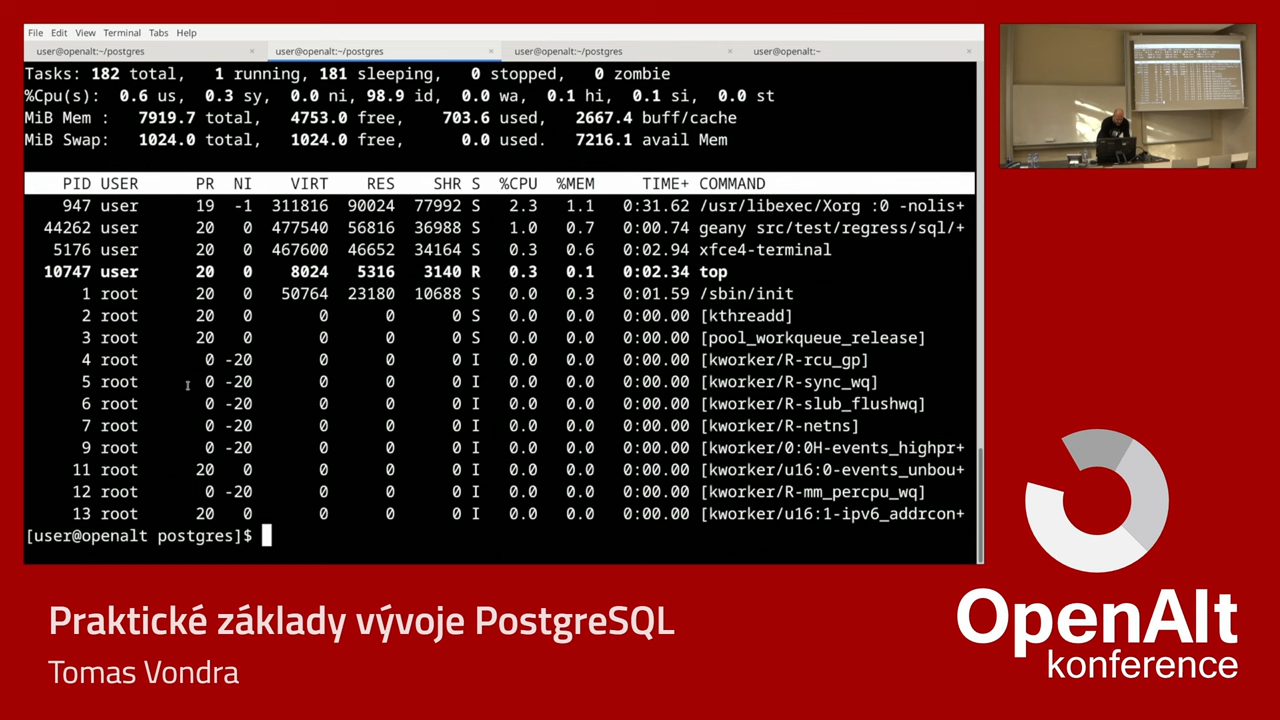 File Edit View Terminal Tabs Help
user@openalt:~/postgres × user@openalt:~/postgres × user@openalt:~/postgres × user@openalt:~ ×
Tasks: 182 total, 1 running, 181 sleeping, 0 stopped, 0 zombie
%Cpu(s): 0.6 us, 0.3 sy, 0.0 ni, 98.9 id, 0.0 wa, 0.1 hi, 0.1 si, 0.0 st
MiB Mem : 7919.7 total, 4753.0 free, 703.6 used, 2667.4 buff/cache
MiB Swap: 1024.0 total, 1024.0 free, 0.0 used. 7216.1 avail Mem
PID USER PR NI VIRT RES SHR S %CPU %MEM TIME+ COMMAND
947 user 19 -1 311816 90024 77992 S 2.3 1.1 0:31.62 /usr/libexec/Xorg :0 -nolis+
44262 user 20 0 477540 56816 36988 S 1.0 0.7 0:00.74 geany src/test/regress/sql/+
5176 user 20 0 467600 46652 34164 S 0.3 0.6 0:02.94 xfce4-terminal
10747 user 20 0 8024 5316 3140 R 0.3 0.1 0:02.34 top
1 root 20 0 50764 23180 10688 S 0.0 0.3 0:01.59 /sbin/init
2 root 20 0 0 0 0 S 0.0 0.0 0:00.00 [kthreadd]
3 root 20 0 0 0 0 S 0.0 0.0 0:00.00 [pool_workqueue_release]
4 root 0 -20 0 0 0 I 0.0 0.0 0:00.00 [kworker/R-rcu_gp]
5 root 0 -20 0 0 0 I 0.0 0.0 0:00.00 [kworker/R-sync_wq]
6 root 0 -20 0 0 0 I 0.0 0.0 0:00.00 [kworker/R-slub_flushwq]
7 root 0 -20 0 0 0 I 0.0 0.0 0:00.00 [kworker/R-netns]
9 root 0 -20 0 0 0 I 0.0 0.0 0:00.00 [kworker/0:0H-events_highpr+
11 root 20 0 0 0 0 I 0.0 0.0 0:00.00 [kworker/u16:0-events_unbou+
12 root 0 -20 0 0 0 I 0.0 0.0 0:00.00 [kworker/R-mm_percpu_wq]
13 root 20 0 0 0 0 I 0.0 0.0 0:00.00 [kworker/u16:1-ipv6_addrcon+
[user@openalt postgres]$
Praktické základy vývoje PostgreSQL
Tomas Vondra
OpenAlt
konference